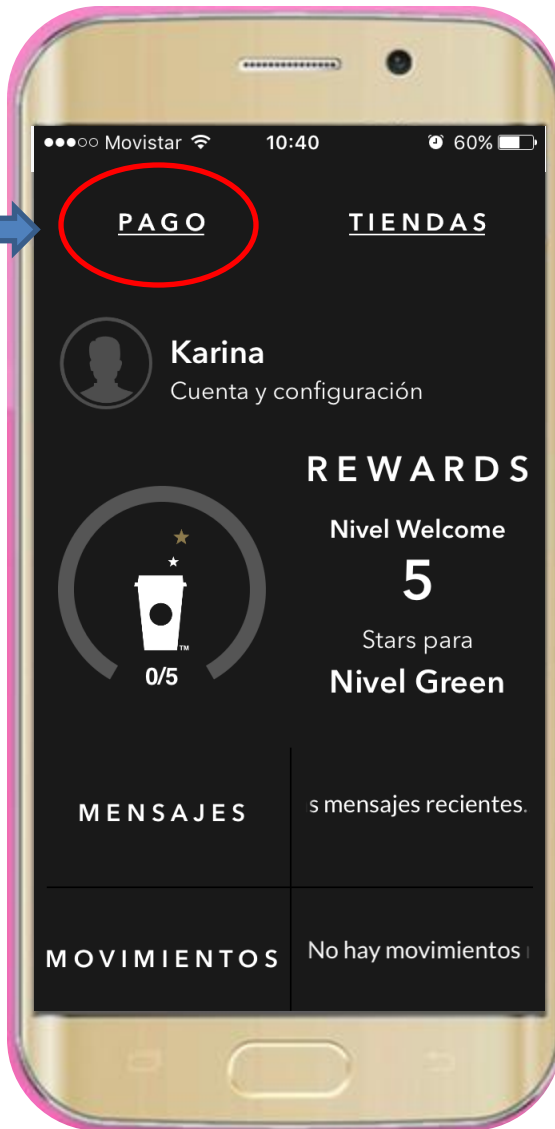 Movistar 10:40 60%
PAGO TIENDAS
Karina
Cuenta y configuración
REWARDS
Nivel Welcome
5
Stars para
Nivel Green
TM
0/5
MENSAJES
s mensajes recientes.
MOVIMIENTOS
No hay movimientos